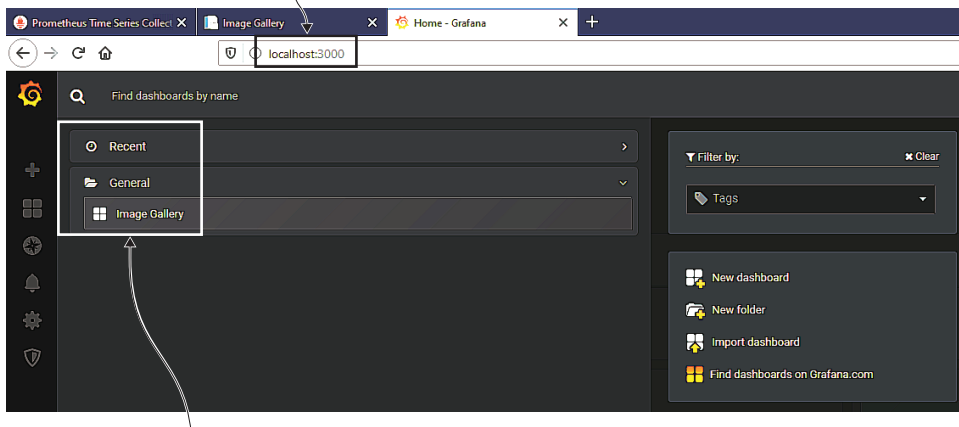 Prometheus Time Series Collect
Image Gallery
Home - Grafana
localhost:3000
Find dashboards by name
Recent
General
Image Gallery
Filter by:
Clear
Tags
New dashboard
New folder
Import dashboard
Find dashboards on Grafana.com